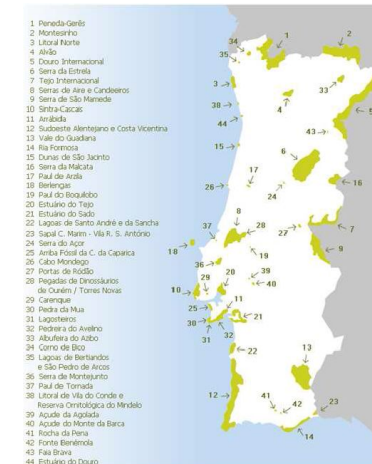 1 Peneda-Gerês
2 Montesinho
3 Litoral Norte
4 Alvão
5 Douro Internacional
6 Serra da Estrela
7 Tejo Internacional
8 Serras de Aire e Candeeiros
9 Serra de São Mamede
10 Sintra-Cascais
11 Arrábida
12 Sudoeste Alentejano e Costa Vicentina
13 Vale do Guadiana
14 Ria Formosa
15 Dunas de São Jacinto
16 Serra da Malcata
17 Paul de Arzila
18 Berlengas
19 Paul do Boquilobo
20 Estuário do Tejo
21 Estuário do Sado
22 Lagoas de Santo André e da Sancha
23 Sapal C. Marim - Vila R. S. António
24 Serra do Açor
25 Arriba Fóssil da C. da Caparica
26 Cabo Mondego
27 Portas de Ródão
28 Pegadas de Dinossáurios
de Ourém / Torres Novas
29 Carenque
30 Pedra da Mua
31 Lagosteiros
32 Pedreira do Avelino
33 Albufeira do Azibo
34 Corno de Bico
35 Lagoas de Bertiandos
e São Pedro de Arcos
36 Serra de Montejunto
37 Paul de Tornada
38 Litoral de Vila do Conde e
Reserva Ornitológica do Mindelo
39 Açude da Agolada
40 Açude do Monte da Barca
41 Rocha da Pena
42 Fonte Benémola
43 Faia Brava
44 Estuário do Douro
34
1
2
35
3
33
38
4
5
44
43
15
6
16
17
26
24
8
28
27
7
37
18
19
9
36
39
29
20
40
10
11
25
21
30
31
32
22
13
12
41
42
23
14